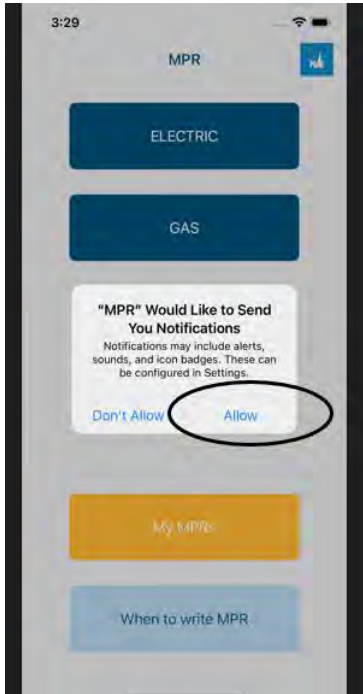 3:29
MPR
ELECTRIC
GAS
"MPR" Would Like to Send
You Notifications
Notifications may include alerts,
sounds, and icon badges. These can
be configured in Settings.
Don't Allow Allow
My MPRs
When to write MPR